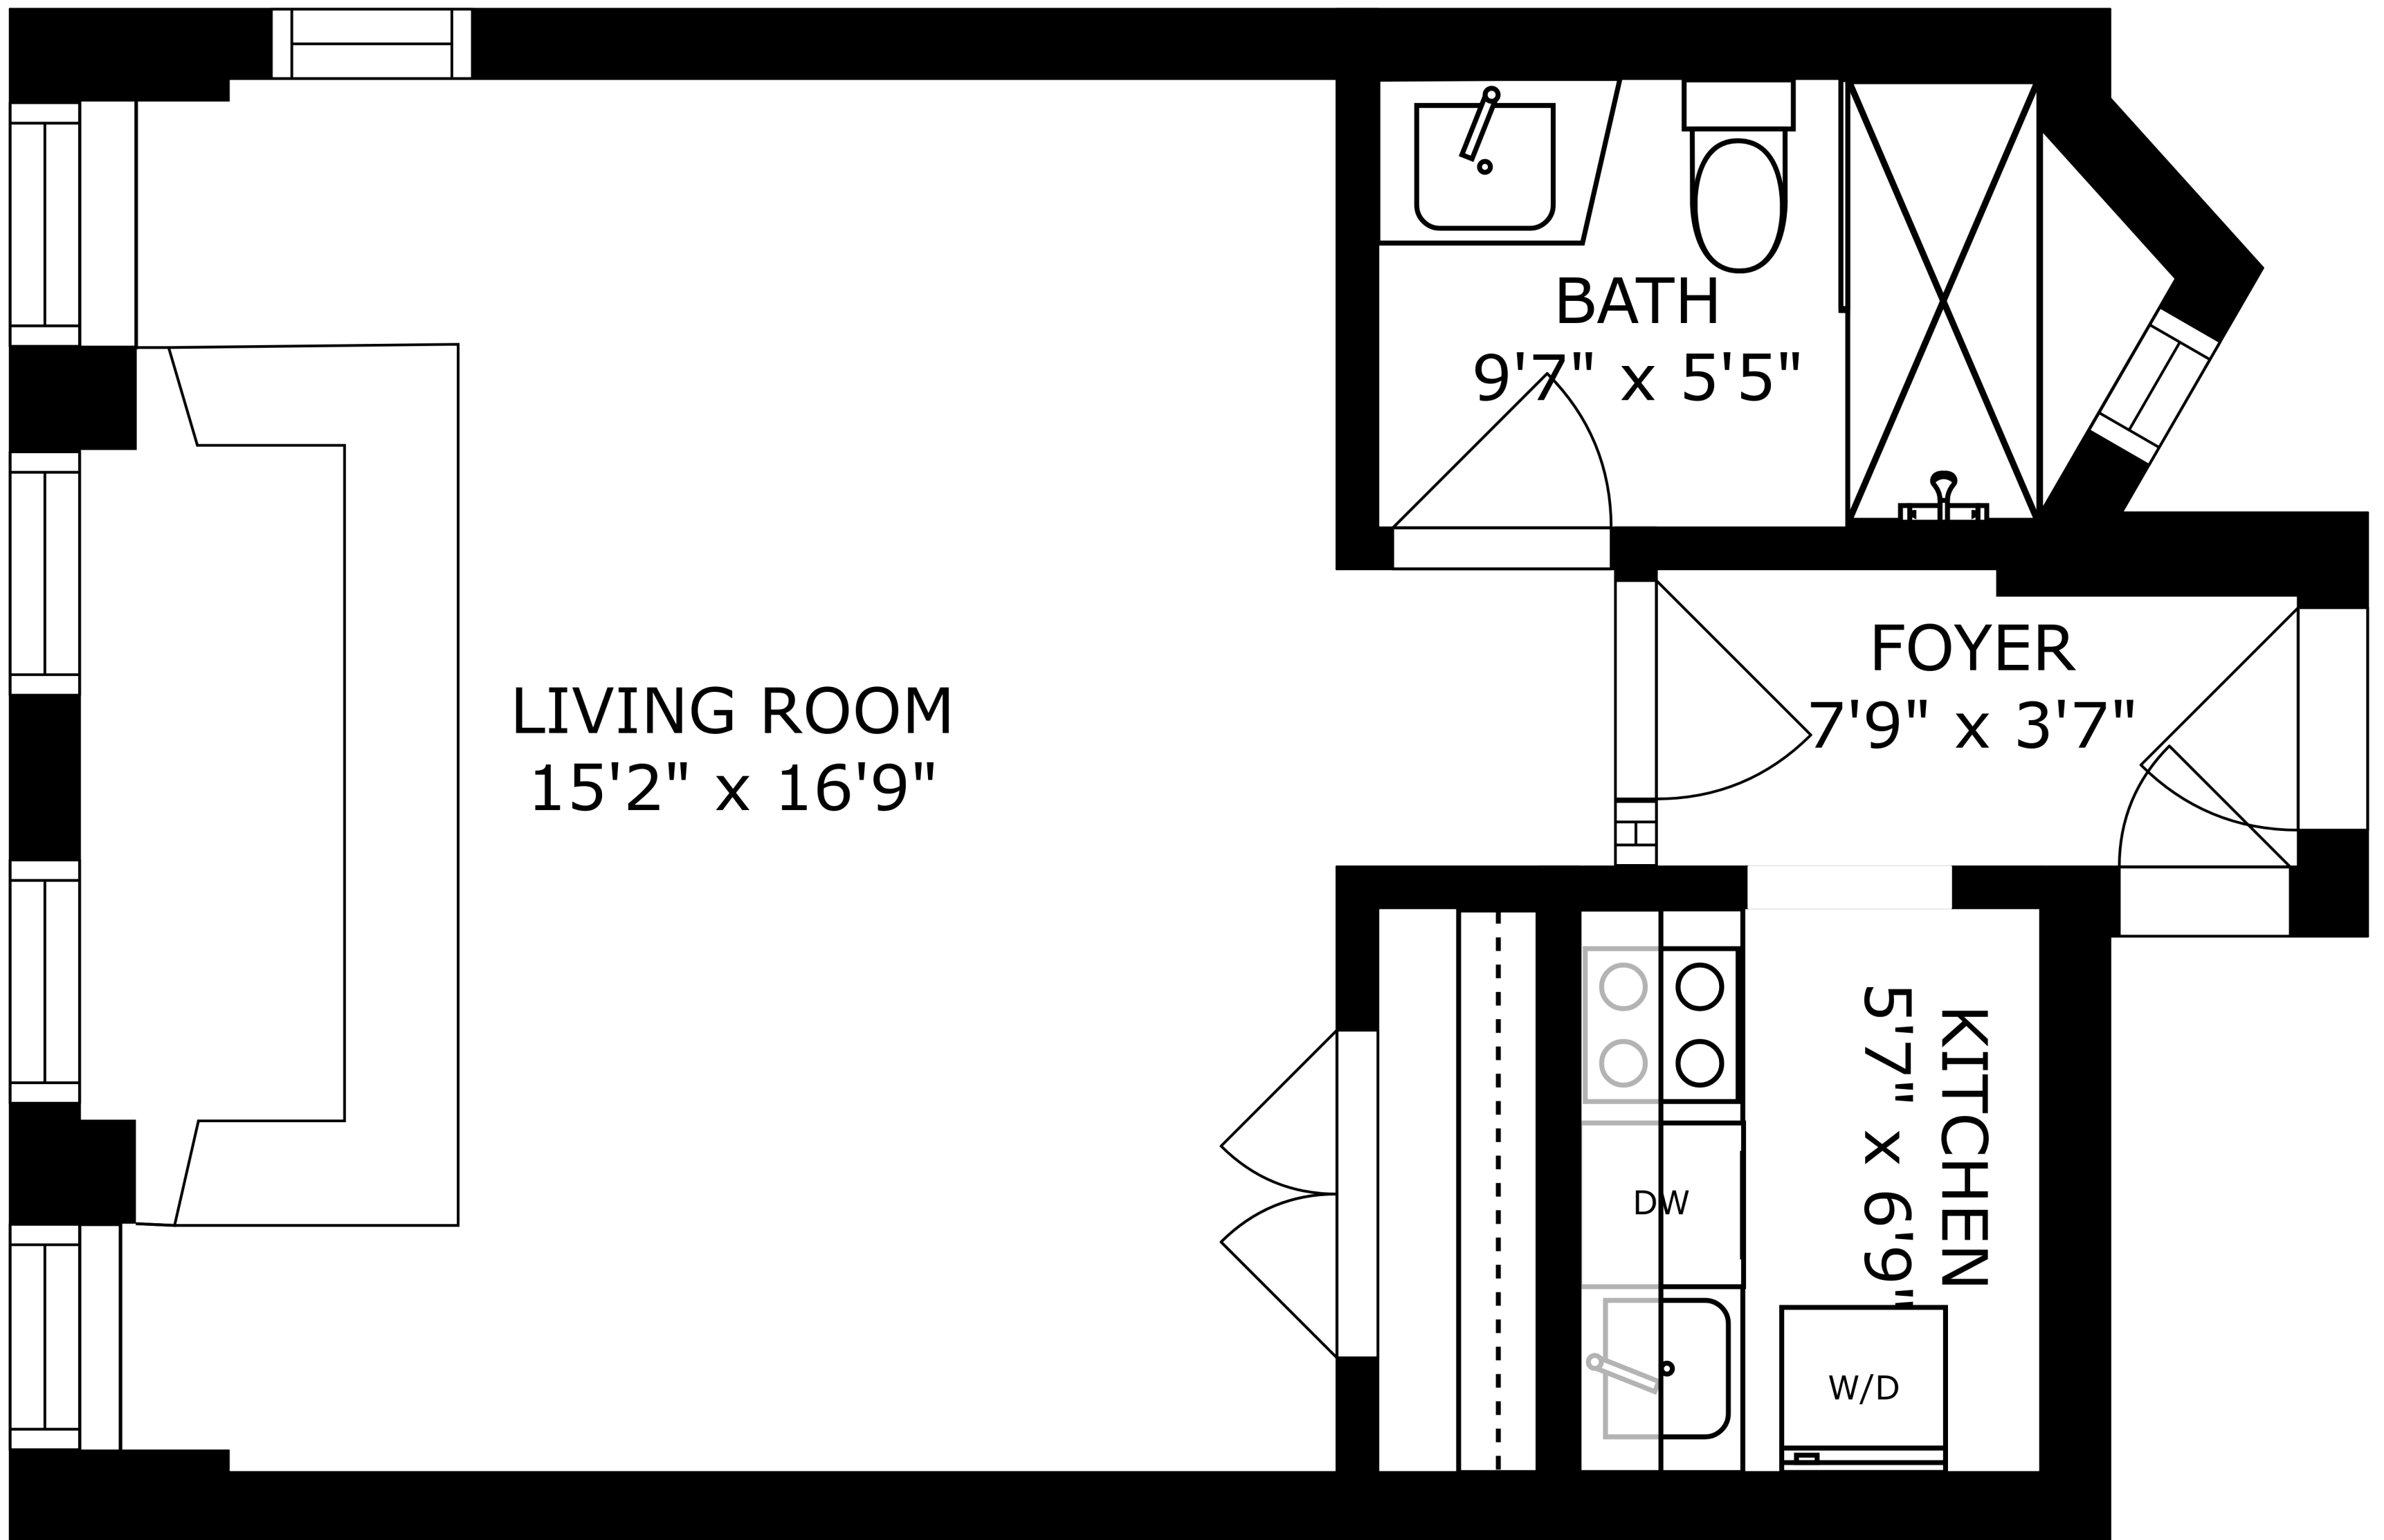 BATH
9'7" x 5'5"
FOYER
7'9" x 3'7"
LIVING ROOM
15'2" x 16'9"
KITCHEN
5'7" x 6'9"
DW
W/D